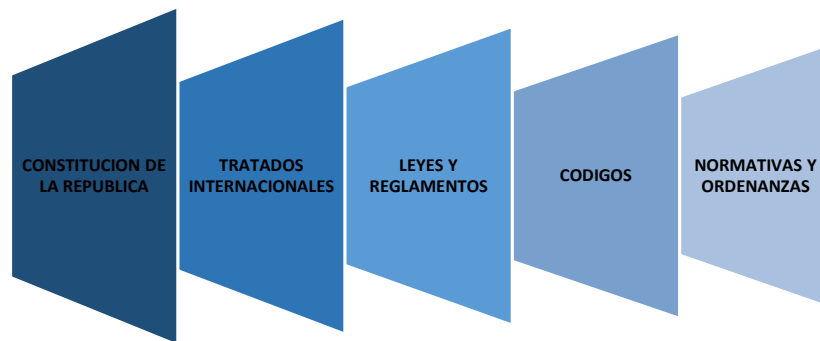 CONSTITUCION DE
LA REPUBLICA
TRATADOS
INTERNACIONALES
LEYES Y
REGLAMENTOS
CODIGOS
NORMATIVAS Y
ORDENANZAS